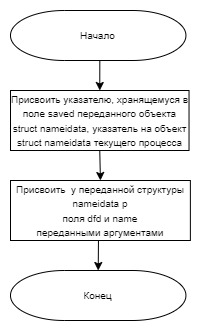 Начало
Присвоить указателю, хранящемуся в
поле saved переданного объекта
struct nameidata, указатель на объект
struct nameidata текущего процесса
Присвоить у переданной структуры
nameidata p
поля dfd и name
переданными аргументами
Конец